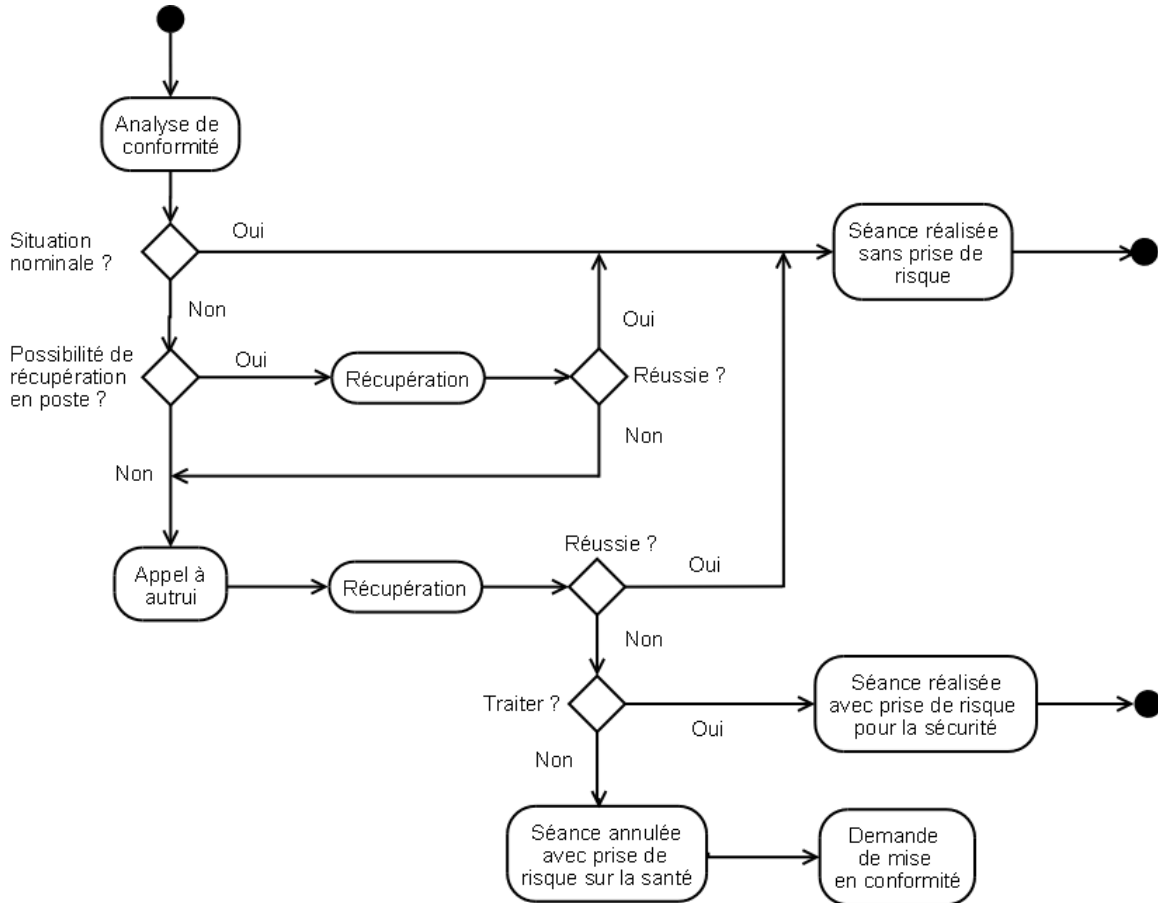 Analyse de
conformité
Situation
nominale ?
Oui
Séance réalisée
sans prise de
risque
Non
Possibilité de
récupération
en poste ?
Oui
Récupération
Oui
Réussie ?
Non
Non
Appel à
autrui
Récupération
Réussie ?
Oui
Non
Traiter ?
Oui
Séance réalisée
avec prise de risque
pour la sécurité
Non
Séance annulée
avec prise de
risque sur la santé
Demande
de mise
en conformité